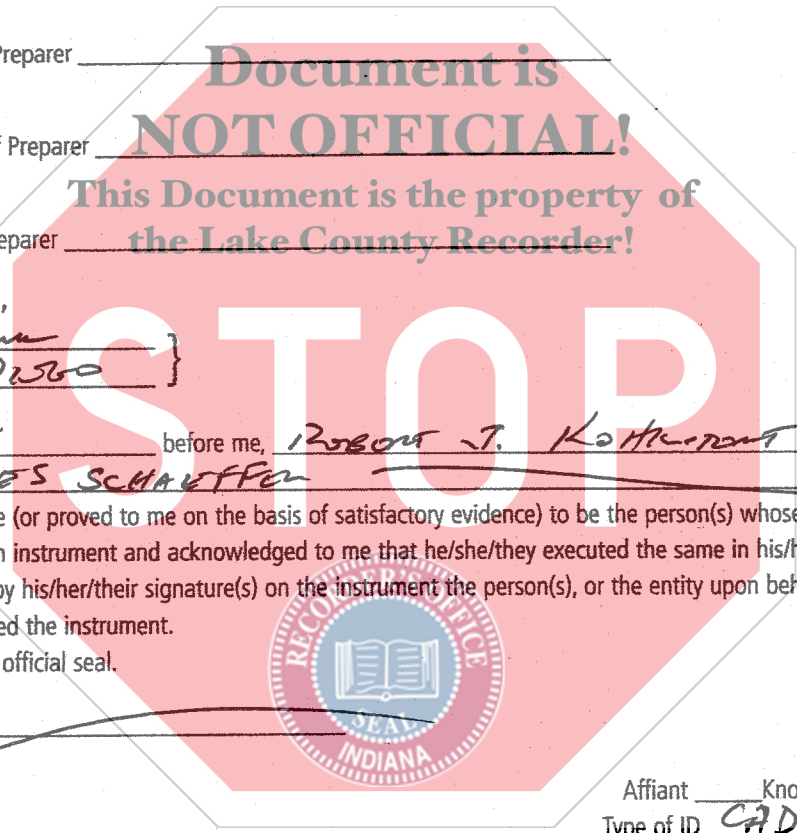 Preparer
Document is
Preparer
NOT OFFICIAL!
This Document is the property of
the Lake County Recorder!
STOP
before me, Robert J.
SCHAEFFER
e (or proved to me on the basis of satisfactory evidence) to be the person(s) whose
n instrument and acknowledged to me that he/she/they executed the same in his/h
by his/her/their signature(s) on the instrument the person(s), or the entity upon beh
ed the instrument.
official seal.
RECORDER'S OFFICE
SEAL
INDIANA
Affiant Kno
Type of ID CAD